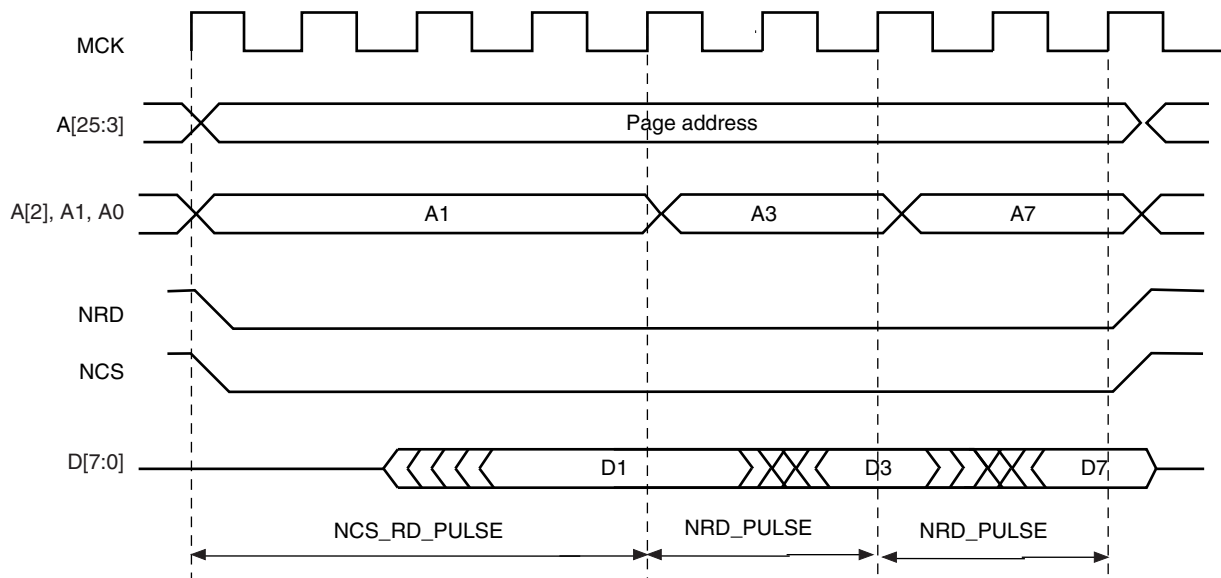 MCK
A[25:3]
Page address
A[2], A1, A0
A1
A3
A7
NRD
NCS
D[7:0]
D1
D3
D7
NCS_RD_PULSE
NRD_PULSE
NRD_PULSE